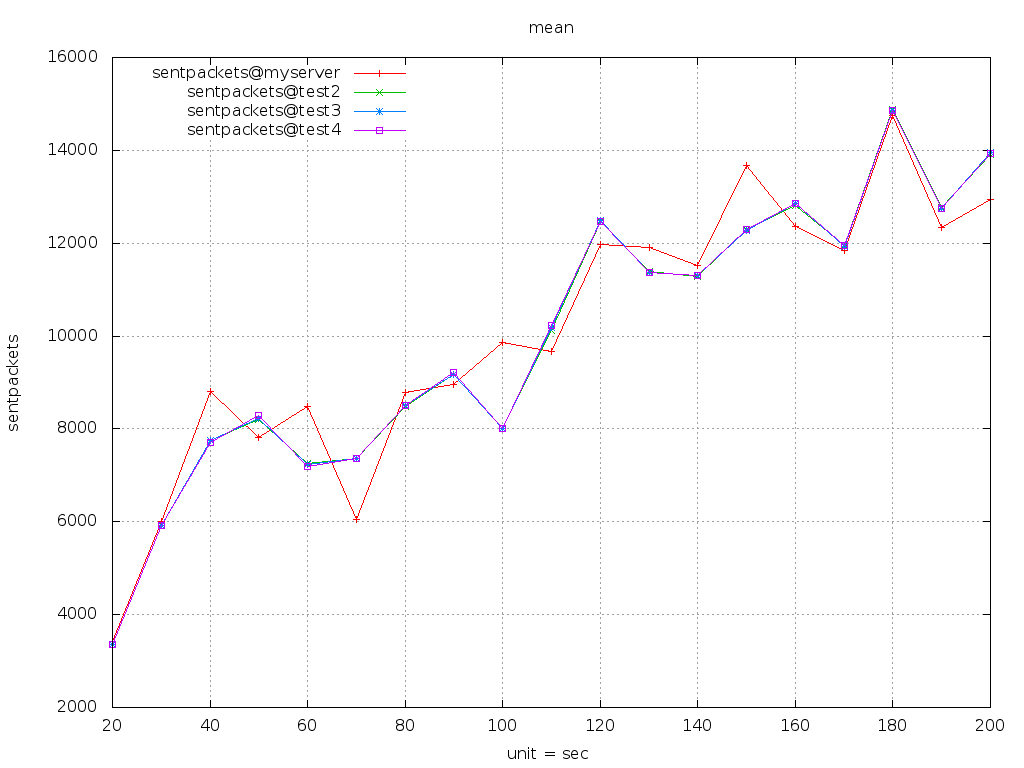 mean
16000
14000
12000
10000
8000
6000
4000
2000
sentpackets
sentpackets@myserver
sentpackets@test2
sentpackets@test3
sentpackets@test4
20 40 60 80 100 120 140 160 180 200
unit = sec